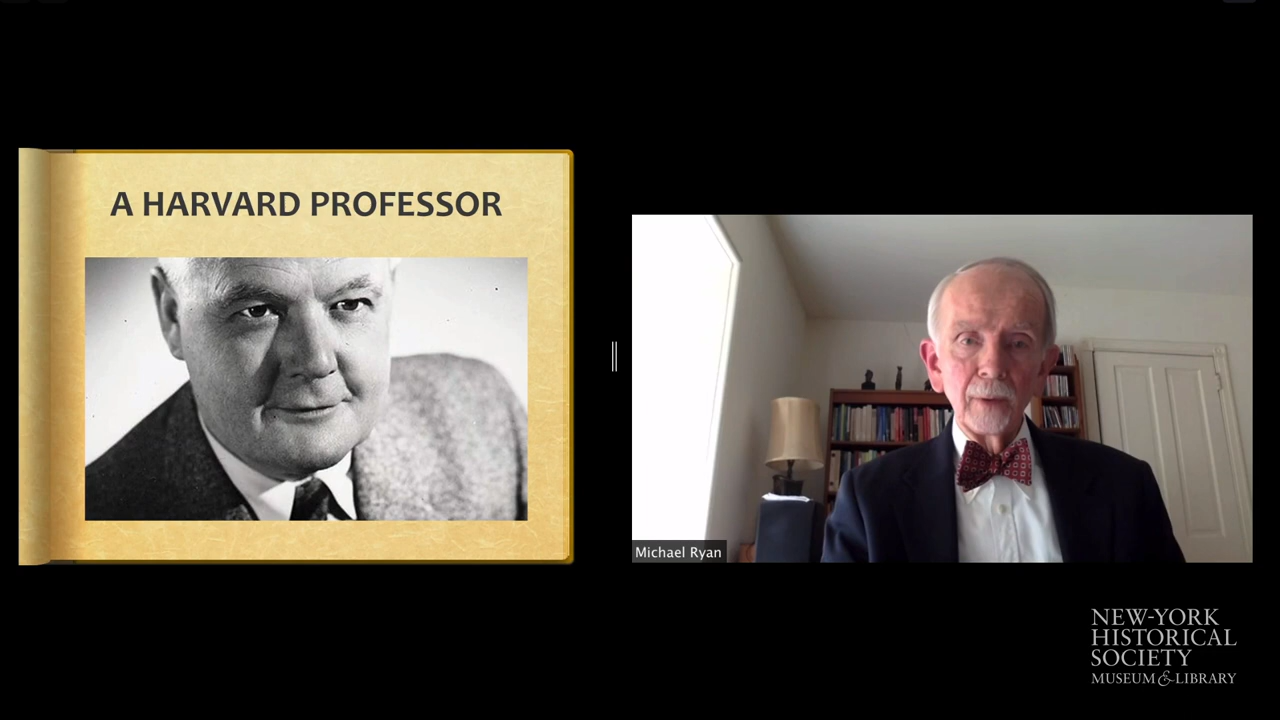 A HARVARD PROFESSOR
Michael Ryan
NEW-YORK
HISTORICAL
SOCIETY
MUSEUM & LIBRARY